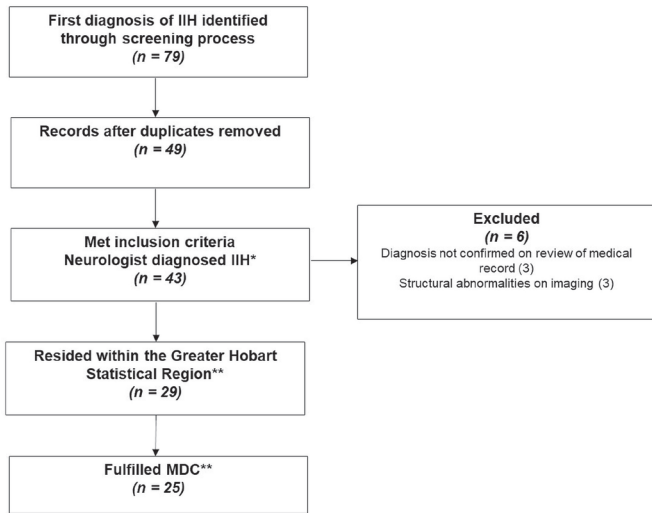 First diagnosis of IIH identified
through screening process
(n = 79)
Records after duplicates removed
(n = 49)
Met inclusion criteria
Neurologist diagnosed IIH*
(n = 43)
Excluded
(n = 6)
Diagnosis not confirmed on review of medical
record (3)
Structural abnormalities on imaging (3)
Resided within the Greater Hobart
Statistical Region**
(n = 29)
Fulfilled MDC**
(n = 25)